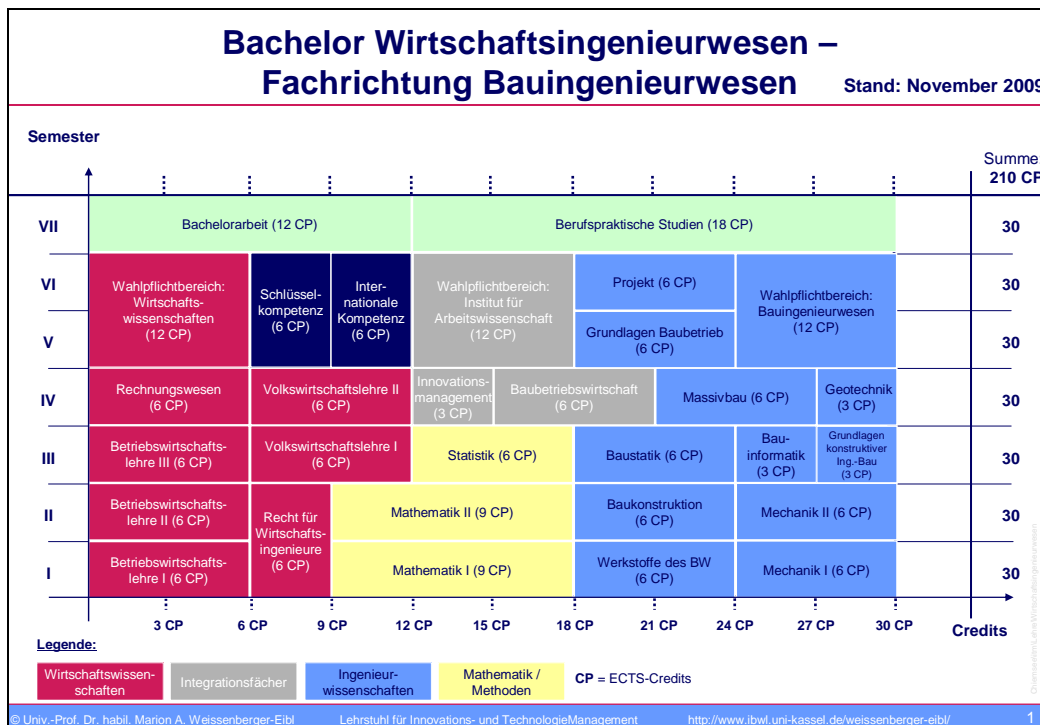 Bachelor Wirtschaftsingenieurwesen –
Fachrichtung Bauingenieurwesen
Stand: November 2009
Semester
Summe:
210 CP
VII
Bachelorarbeit (12 CP)
Berufspraktische Studien (18 CP)
30
VI
Wahlpflichtbereich:
Wirtschafts-
wissenschaften
(12 CP)
Schlüssel-
kompetenz
(6 CP)
Inter-
nationale
Kompetenz
(6 CP)
Wahlpflichtbereich:
Institut für
Arbeitswissenschaft
(12 CP)
Projekt (6 CP)
Wahlpflichtbereich:
Bauingenieurwesen
(12 CP)
30
V
Grundlagen Baubetrieb
(6 CP)
30
IV
Rechnungswesen
(6 CP)
Volkswirtschaftslehre II
(6 CP)
Innovations-
management
(3 CP)
Baubetriebswirtschaft
(6 CP)
Massivbau (6 CP)
Geotechnik
(3 CP)
30
III
Betriebswirtschafts-
lehre III (6 CP)
Volkswirtschaftslehre I
(6 CP)
Statistik (6 CP)
Baustatik (6 CP)
Bau-
informatik
(3 CP)
Grundlagen
konstruktiver
Ing.-Bau
(3 CP)
30
II
Betriebswirtschafts-
lehre II (6 CP)
Recht für
Wirtschafts-
ingenieure
(6 CP)
Mathematik II (9 CP)
Baukonstruktion
(6 CP)
Mechanik II (6 CP)
30
I
Betriebswirtschafts-
lehre I (6 CP)
Mathematik I (9 CP)
Werkstoffe des BW
(6 CP)
Mechanik I (6 CP)
30
3 CP 6 CP 9 CP 12 CP 15 CP 18 CP 21 CP 24 CP 27 CP 30 CP Credits
Legende:
Wirtschaftswissen-
schaften
Integrationsfächer
Ingenieur-
wissenschaften
Mathematik /
Methoden
CP = ECTS-Credits
© Univ.-Prof. Dr. habil. Marion A. Weissenberger-Eibl Lehrstuhl für Innovations- und TechnologieManagement http://www.ibwl.uni-kassel.de/weissenberger-eibl/ 1